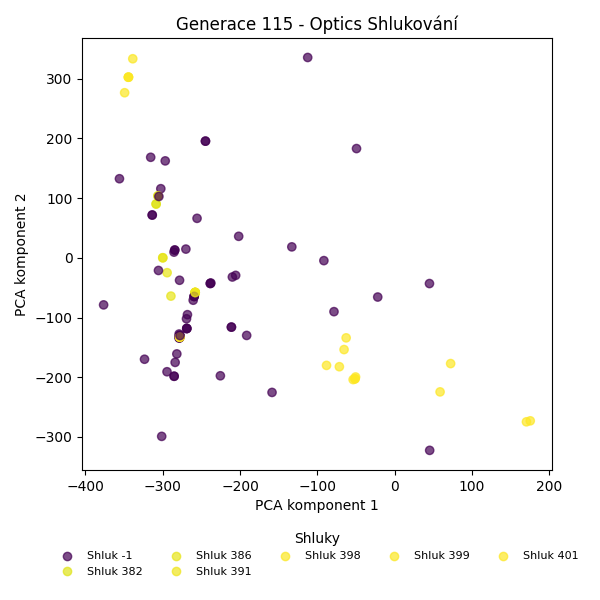 Generace 115 - Optics Shlukování
300
200
100
0
−100
−200
−300
PCA komponent 2
−400 −300 −200 −100 0 100 200
PCA komponent 1
Shluky
Shluk -1 Shluk 386 Shluk 398 Shluk 399 Shluk 401
Shluk 382 Shluk 391